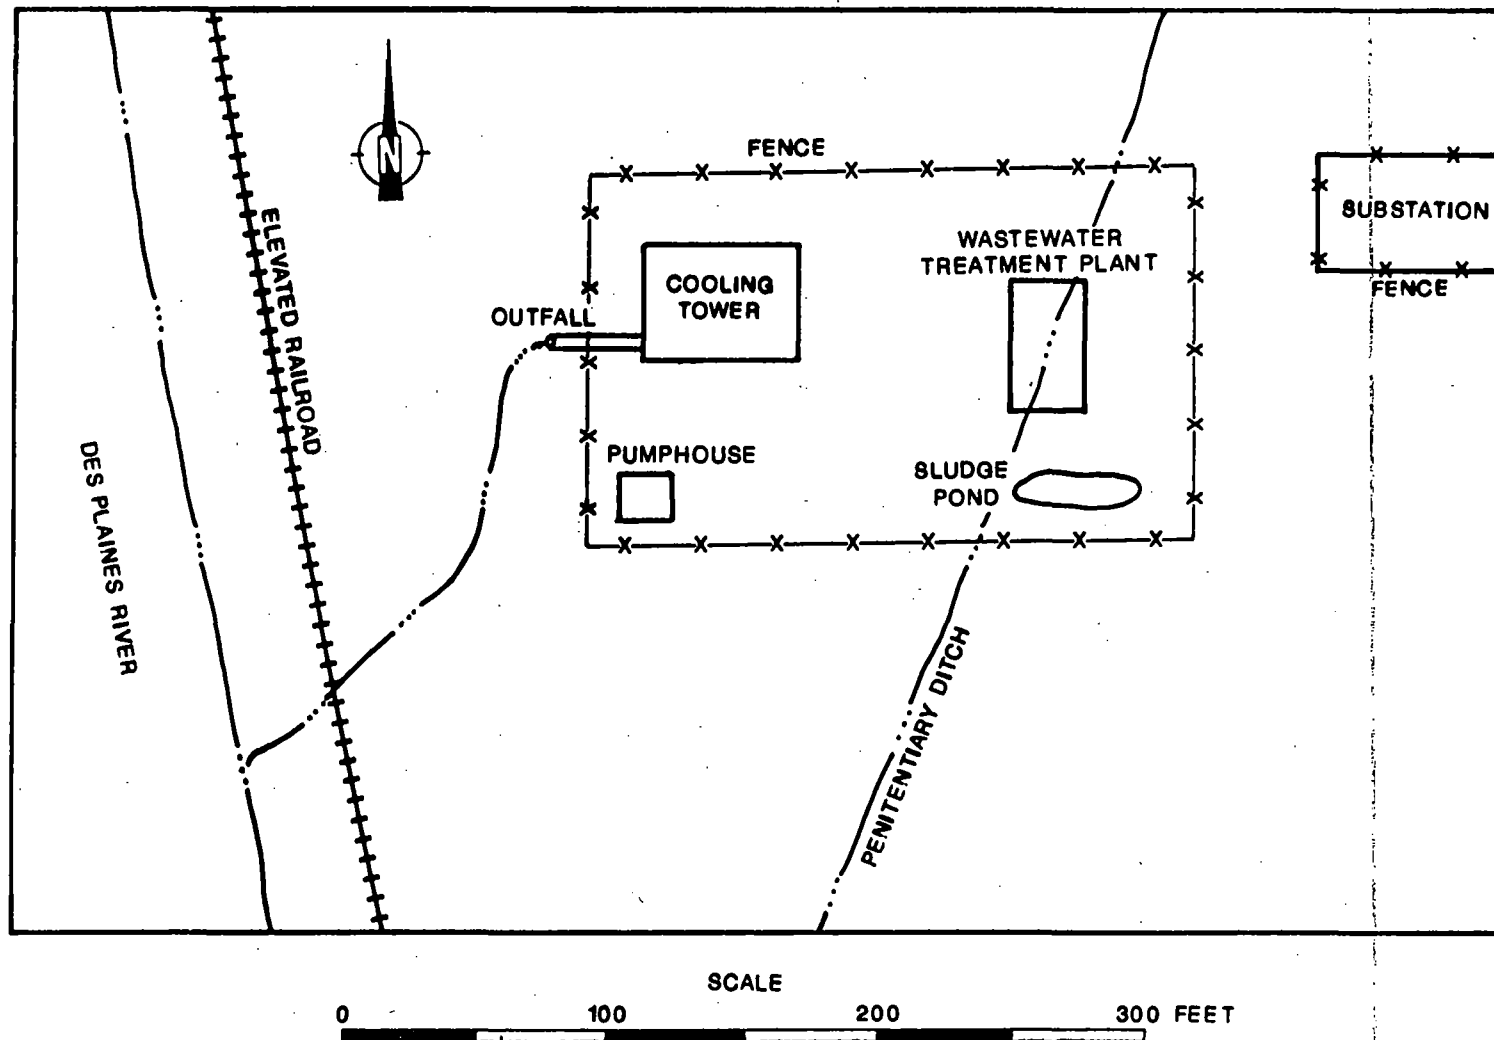 N
FENCE
SUBSTATION
FENCE
ELEVATED RAILROAD
WASTEWATER
TREATMENT PLANT
COOLING
TOWER
OUTFALL
DES PLAINES RIVER
PUMPHOUSE
SLUDGE
POND
PENITENTIARY DITCH
SCALE
0 100 200 300 FEET